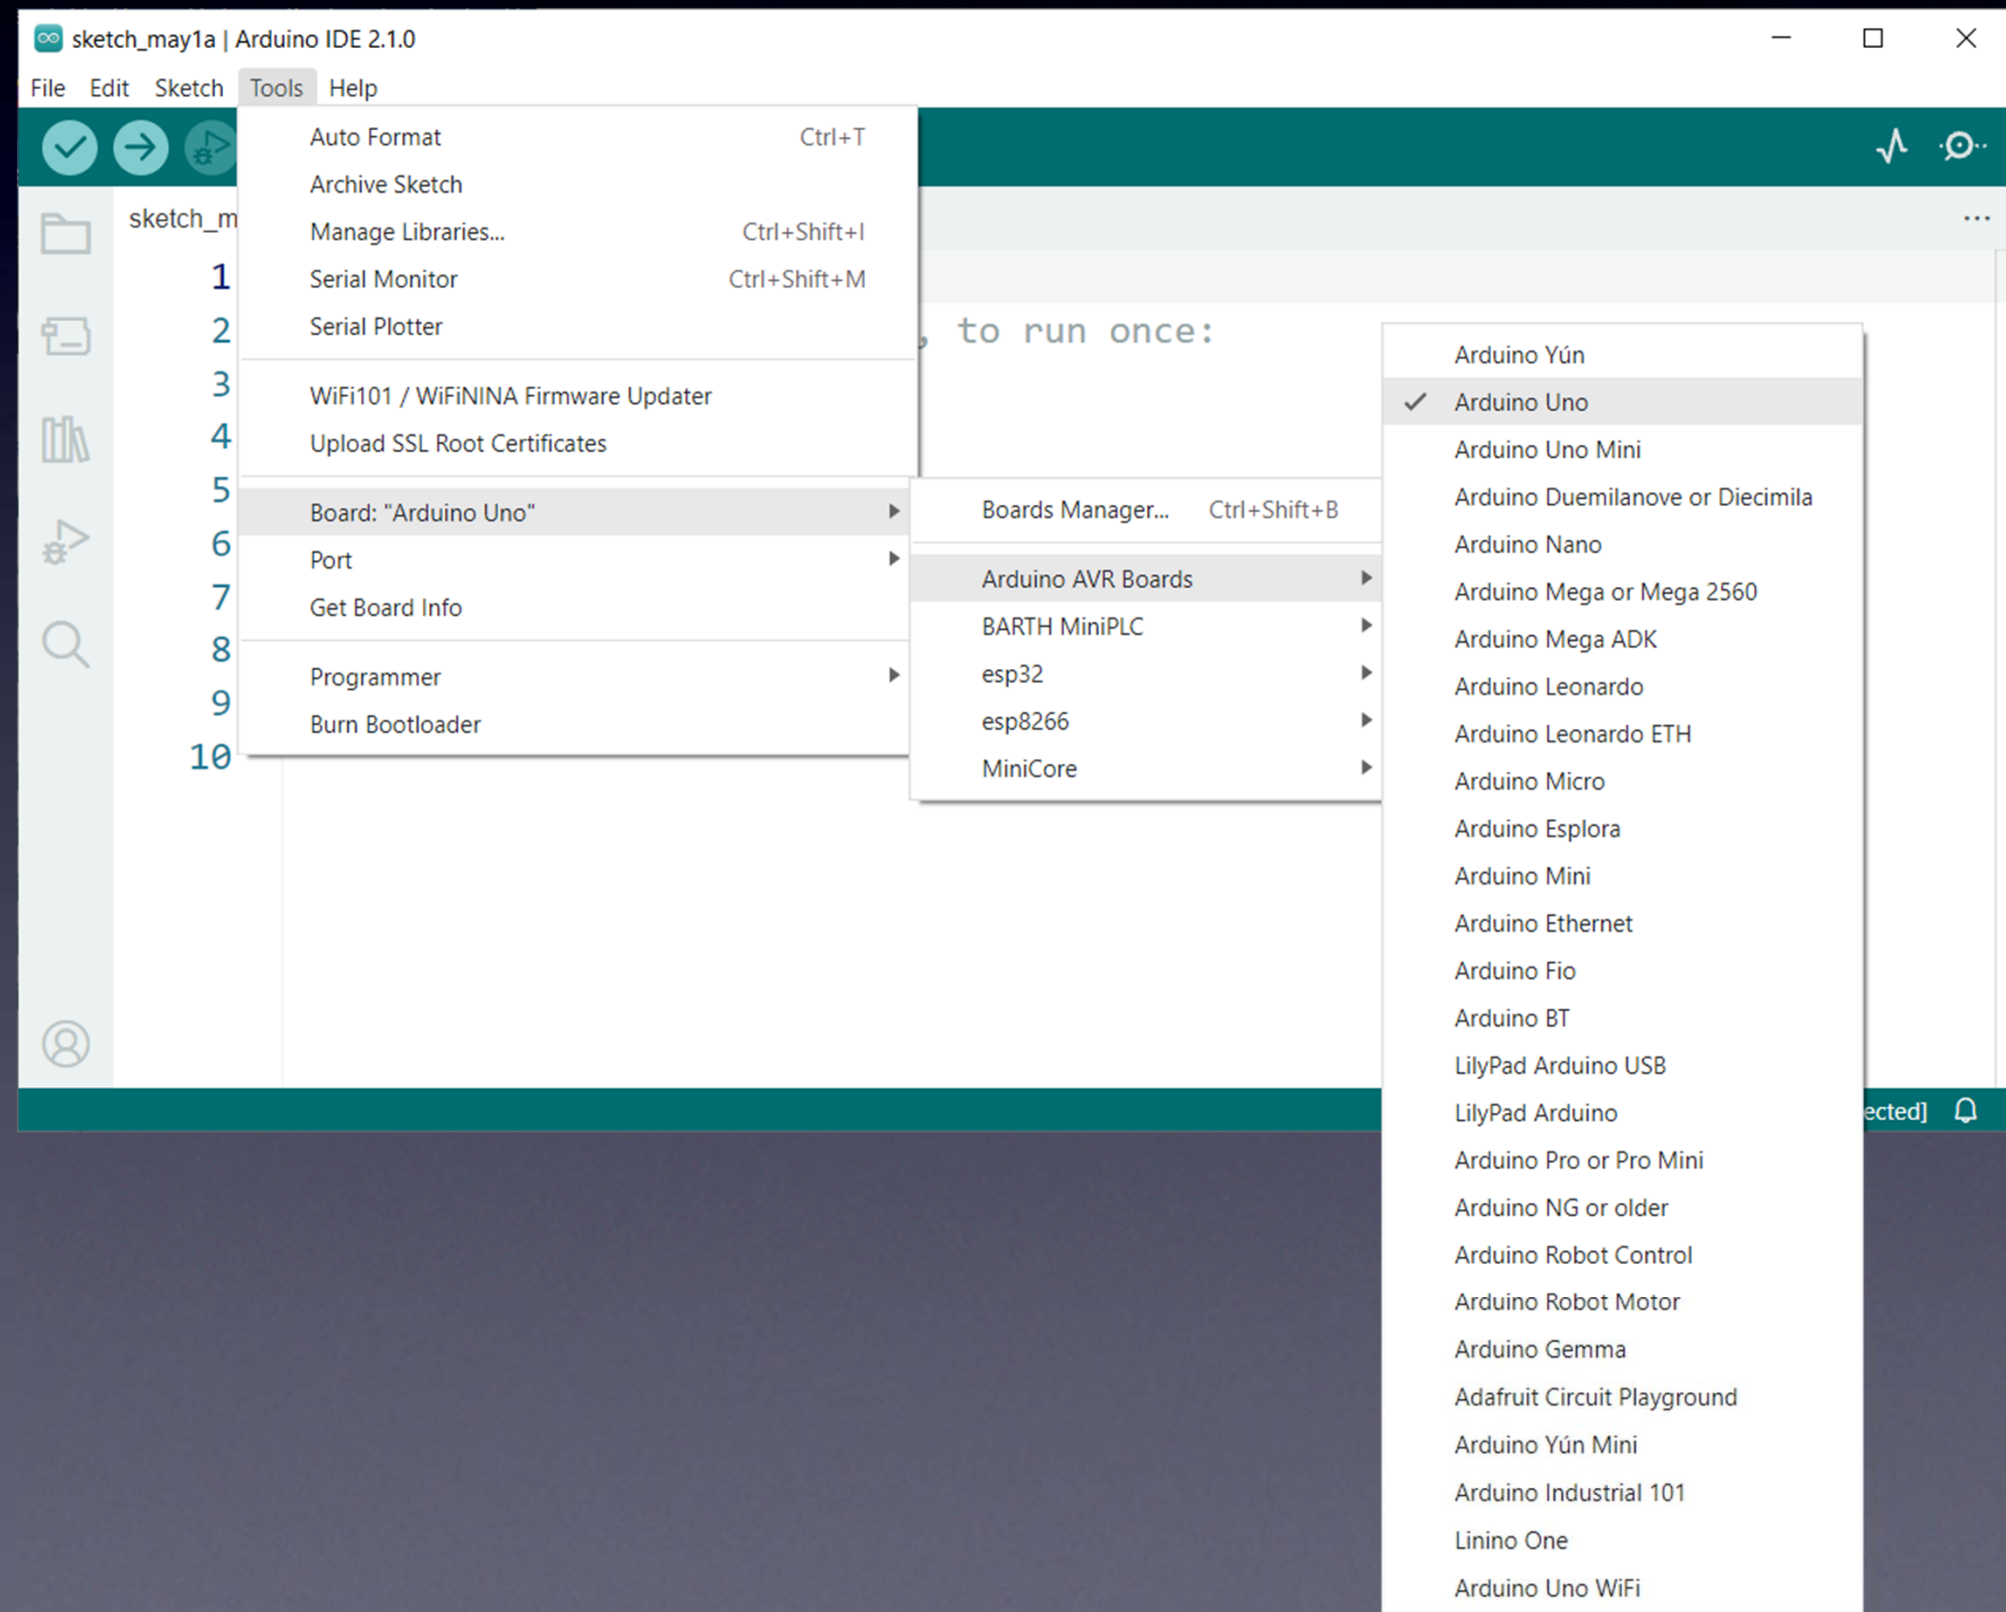 sketch_may1a | Arduino IDE 2.1.0
File Edit Sketch Tools Help
Auto Format Ctrl+T
Archive Sketch
Manage Libraries... Ctrl+Shift+I
Serial Monitor Ctrl+Shift+M
Serial Plotter
WiFi101 / WiFiNINA Firmware Updater
Upload SSL Root Certificates
Board: "Arduino Uno"
Port
Get Board Info
Programmer
Burn Bootloader
sketch_m
...
1
2 , to run once:
3
4
5
6
7
8
9
10
Boards Manager... Ctrl+Shift+B
Arduino AVR Boards
BARTH MiniPLC
esp32
esp8266
MiniCore
Arduino Yún
Arduino Uno
Arduino Uno Mini
Arduino Duemilanove or Diecimila
Arduino Nano
Arduino Mega or Mega 2560
Arduino Mega ADK
Arduino Leonardo
Arduino Leonardo ETH
Arduino Micro
Arduino Esplora
Arduino Mini
Arduino Ethernet
Arduino Fio
Arduino BT
LilyPad Arduino USB
LilyPad Arduino
Arduino Pro or Pro Mini
Arduino NG or older
Arduino Robot Control
Arduino Robot Motor
Arduino Gemma
Adafruit Circuit Playground
Arduino Yún Mini
Arduino Industrial 101
Linino One
Arduino Uno WiFi
ected]